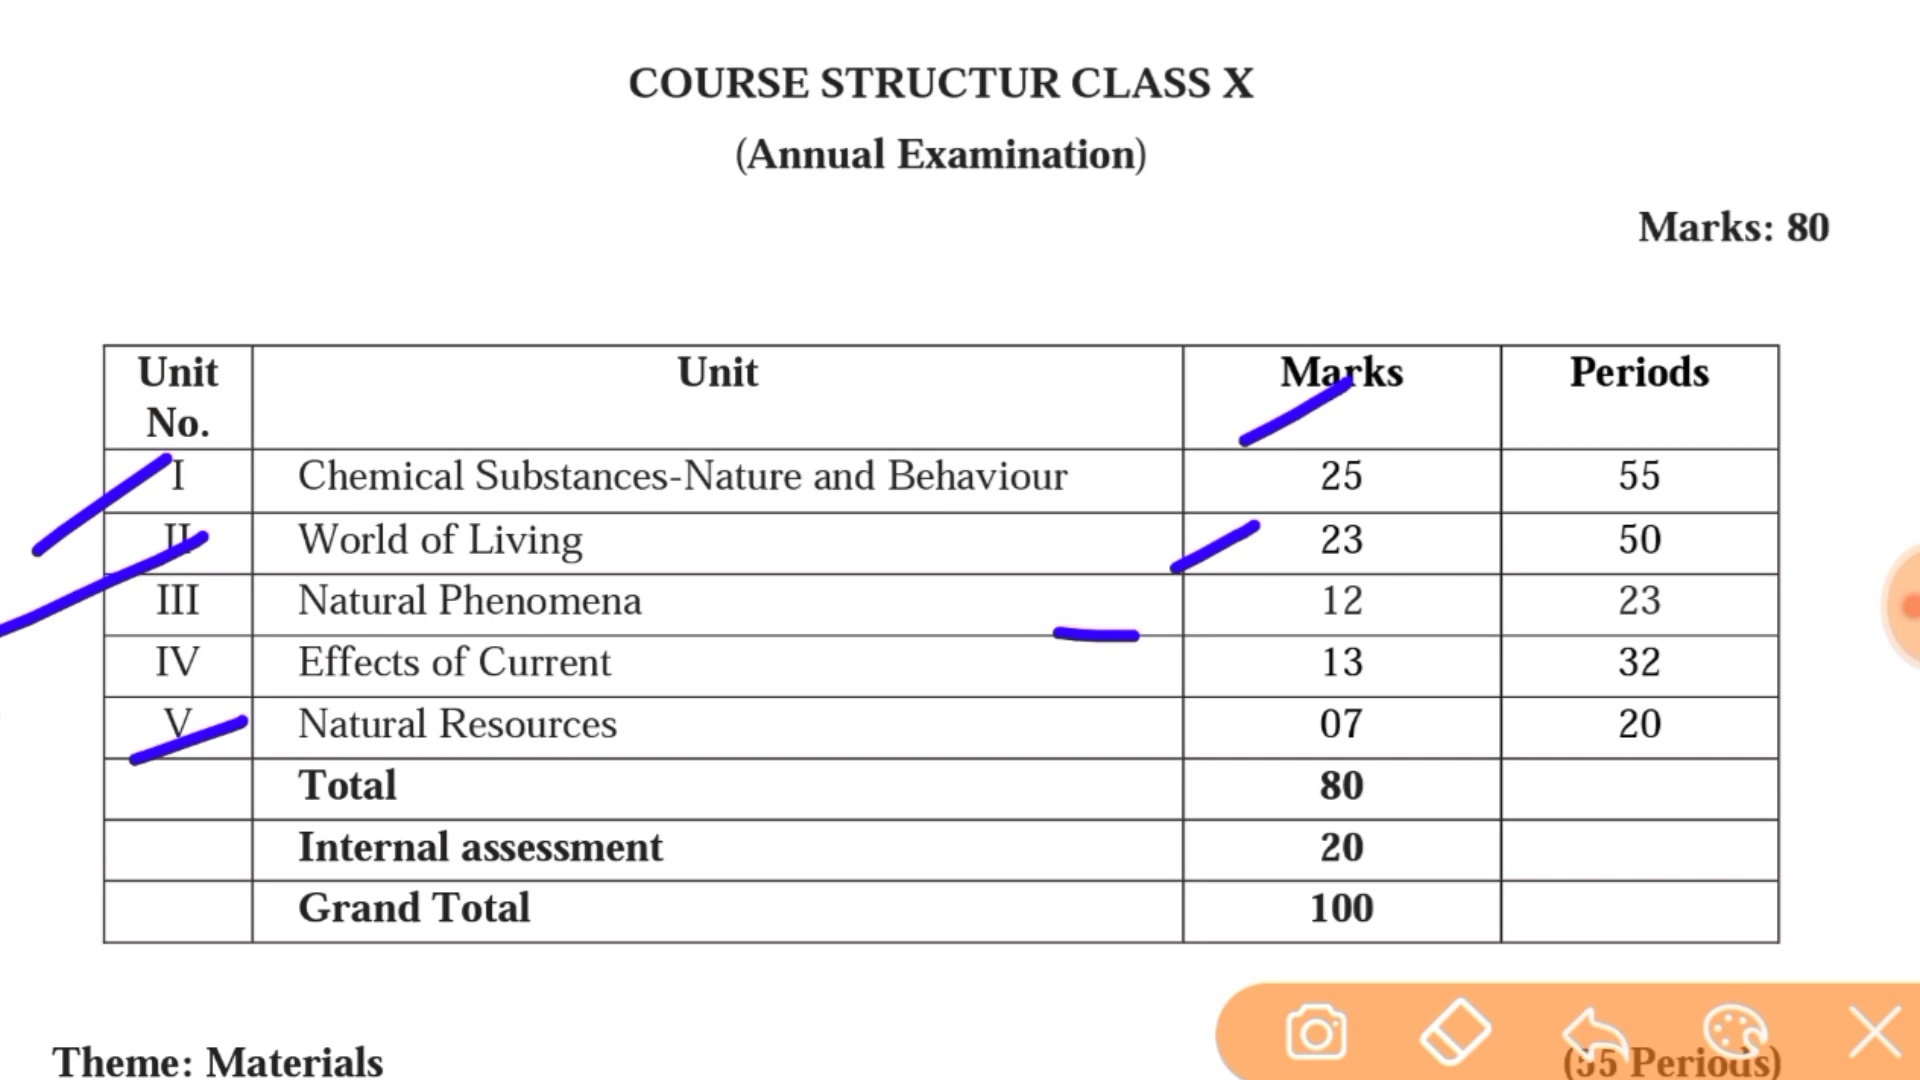 COURSE STRUCTUR CLASS X
(Annual Examination)
Marks: 80
Unit No. Unit Marks Periods
I Chemical Substances-Nature and Behaviour 25 55
II World of Living 23 50
III Natural Phenomena 12 23
IV Effects of Current 13 32
V Natural Resources 07 20
Total 80
Internal assessment 20
Grand Total 100
Theme: Materials (55 Periods)